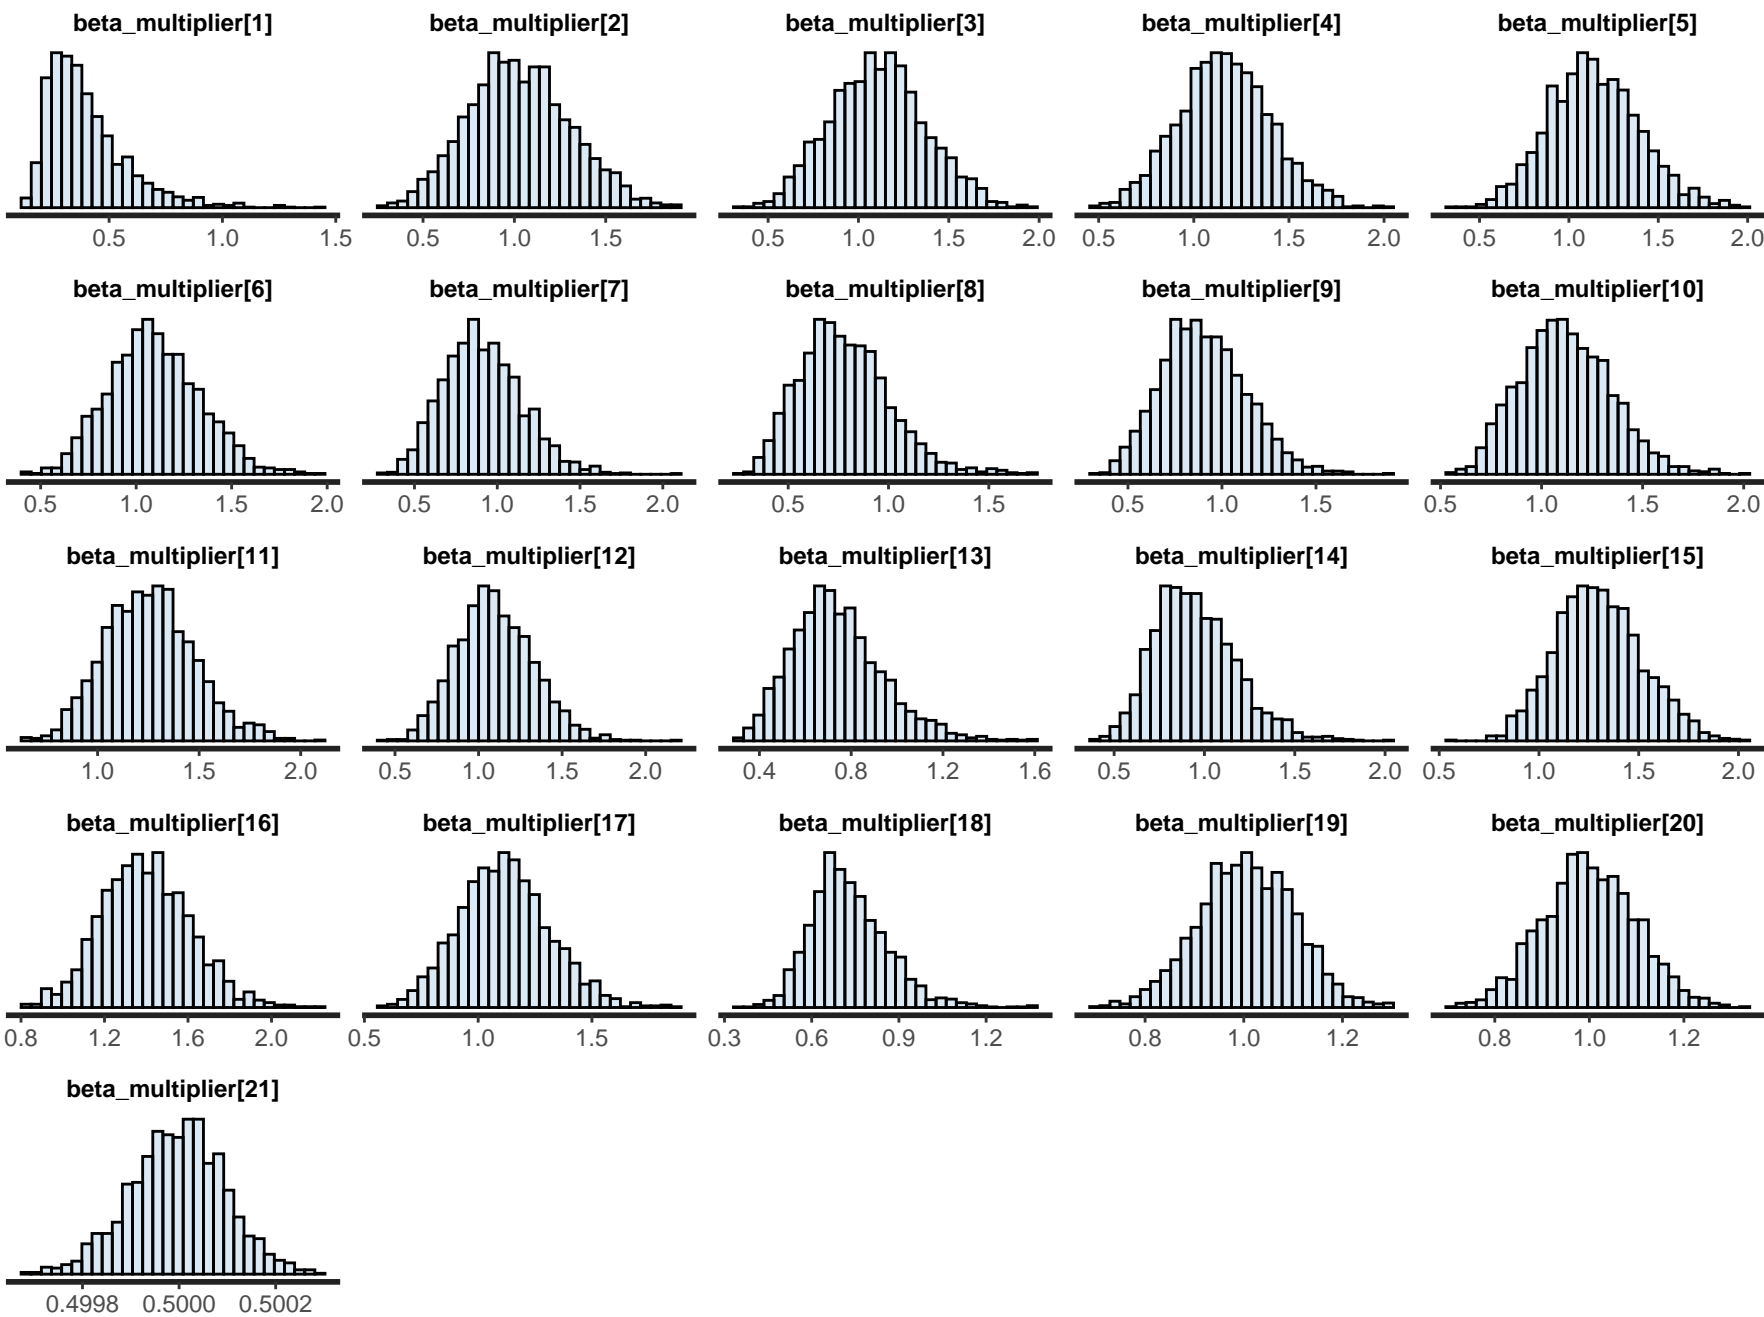 beta_multiplier[1] beta_multiplier[2] beta_multiplier[3] beta_multiplier[4] beta_multiplier[5]
0.5 1.0 1.5 0.5 1.0 1.5 0.5 1.0 1.5 2.0 0.5 1.0 1.5 2.0 0.5 1.0 1.5 2.0
beta_multiplier[6] beta_multiplier[7] beta_multiplier[8] beta_multiplier[9] beta_multiplier[10]
0.5 1.0 1.5 2.0 0.5 1.0 1.5 2.0 0.5 1.0 1.5 0.5 1.0 1.5 0.5 1.0 1.5 2.0
beta_multiplier[11] beta_multiplier[12] beta_multiplier[13] beta_multiplier[14] beta_multiplier[15]
1.0 1.5 2.0 0.5 1.0 1.5 2.0 0.4 0.8 1.2 1.6 0.5 1.0 1.5 2.0 0.5 1.0 1.5 2.0
beta_multiplier[16] beta_multiplier[17] beta_multiplier[18] beta_multiplier[19] beta_multiplier[20]
0.8 1.2 1.6 2.0 0.5 1.0 1.5 0.3 0.6 0.9 1.2 0.8 1.0 1.2 0.8 1.0 1.2
beta_multiplier[21]
0.4998 0.5000 0.5002